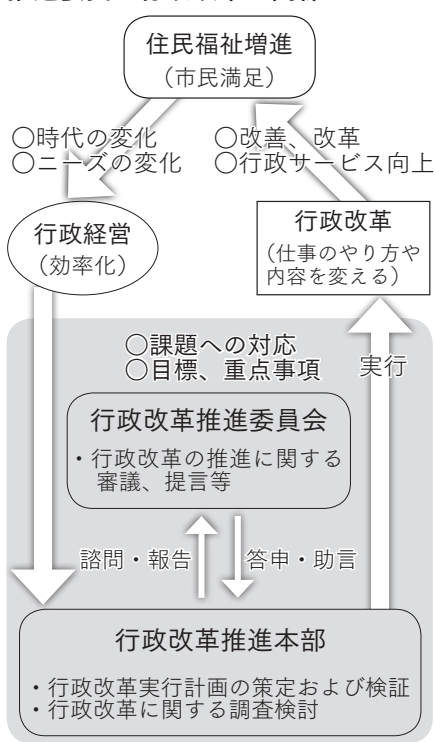 住民福祉増進
（市民満足）
○時代の変化
○ニーズの変化
○改善、改革
○行政サービス向上
行政経営
（効率化）
行政改革
（仕事のやり方や
内容を変える）
○課題への対応
○目標、重点事項
実行
行政改革推進委員会
・行政改革の推進に関する
審議、提言等
諮問・報告
答申・助言
行政改革推進本部
・行政改革実行計画の策定および検証
・行政改革に関する調査検討